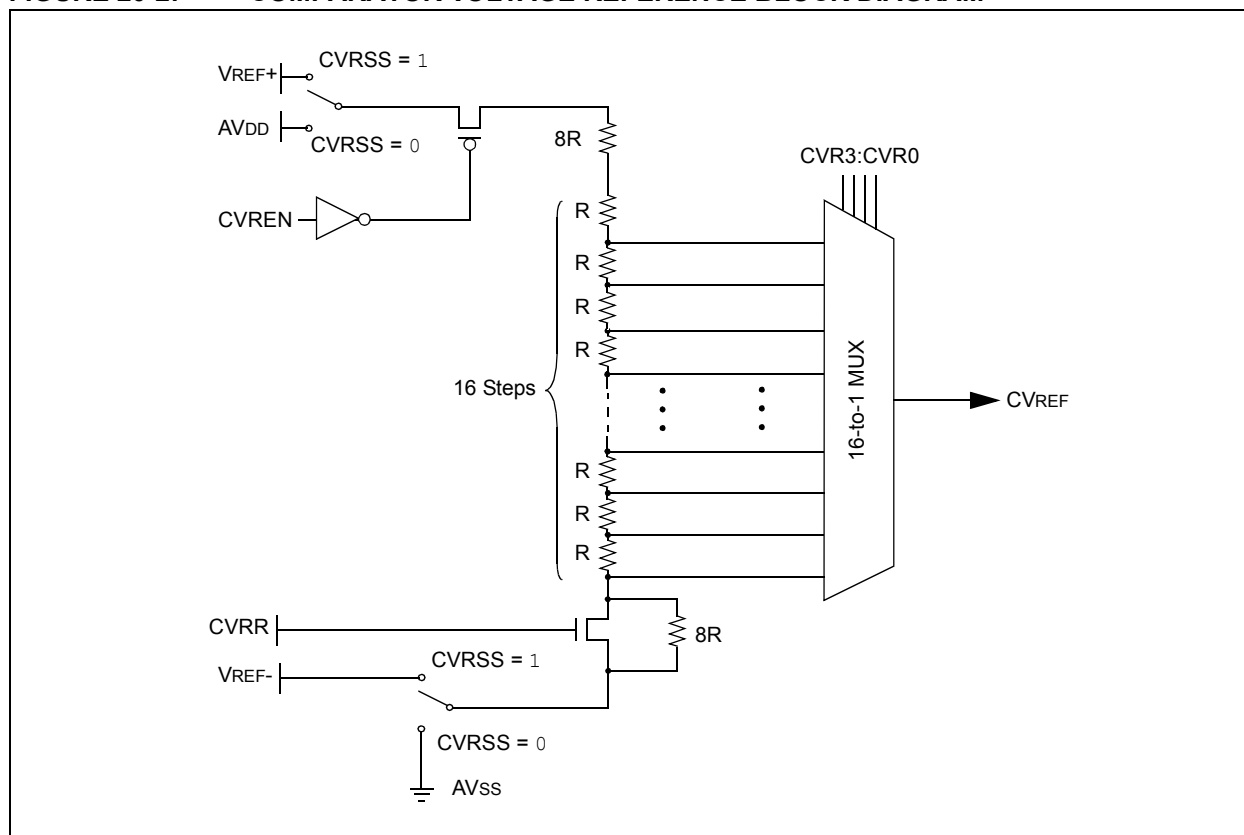 VREF+
CVRSS = 1
AVDD
CVRSS = 0
8R
CVREN
CVR3:CVR0
R
R
R
R
16 Steps
16-to-1 MUX
CVREF
R
R
R
CVRR
8R
VREF-
CVRSS = 1
CVRSS = 0
AVSS